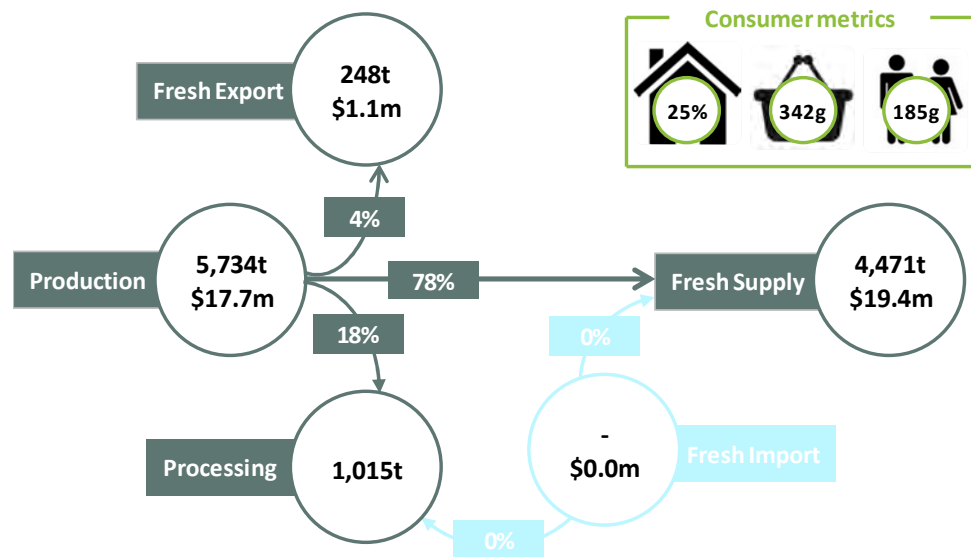 Consumer metrics
25%
342g
185g
Fresh Export
248t
$1.1m
4%
Production
5,734t
$17.7m
78%
Fresh Supply
4,471t
$19.4m
18%
0%
Processing
1,015t
-
$0.0m
Fresh Import
0%